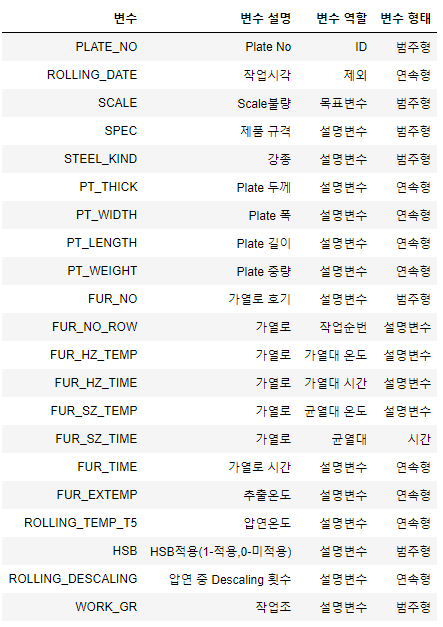 변수 변수 설명 변수 역할 변수 형태
PLATE_NO Plate No ID 범주형
ROLLING_DATE 작업시각 제외 연속형
SCALE Scale불량 목표변수 범주형
SPEC 제품 규격 설명변수 범주형
STEEL_KIND 강종 설명변수 범주형
PT_THICK Plate 두께 설명변수 연속형
PT_WIDTH Plate 폭 설명변수 연속형
PT_LENGTH Plate 길이 설명변수 연속형
PT_WEIGHT Plate 중량 설명변수 연속형
FUR_NO 가열로 호기 설명변수 범주형
FUR_NO_ROW 가열로 작업순번 설명변수
FUR_HZ_TEMP 가열로 가열대 온도 설명변수
FUR_HZ_TIME 가열로 가열대 시간 설명변수
FUR_SZ_TEMP 가열로 균열대 온도 설명변수
FUR_SZ_TIME 가열로 균열대 시간
FUR_TIME 가열로 시간 설명변수 연속형
FUR_EXTEMP 추출온도 설명변수 연속형
ROLLING_TEMP_T5 압연온도 설명변수 연속형
HSB HSB적용(1-적용,0-미적용) 설명변수 범주형
ROLLING_DESCALING 압연 중 Descaling 횟수 설명변수 연속형
WORK_GR 작업조 설명변수 범주형